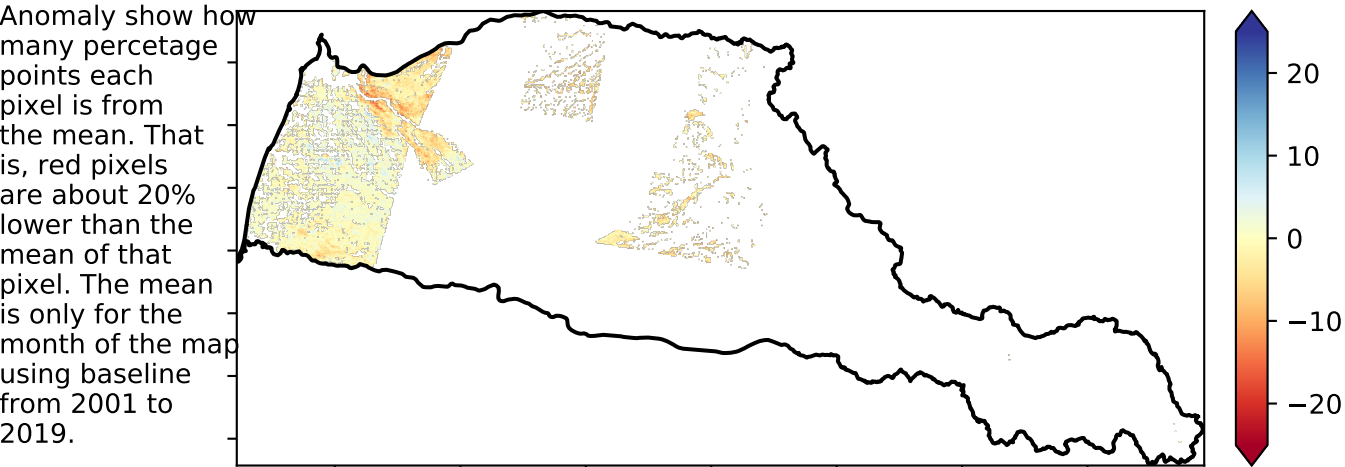 Anomaly show how
many percetage
points each
pixel is from
the mean. That
is, red pixels
are about 20%
lower than the
mean of that
pixel. The mean
is only for the
month of the map
using baseline
from 2001 to
2019.
20
10
0
−10
−20